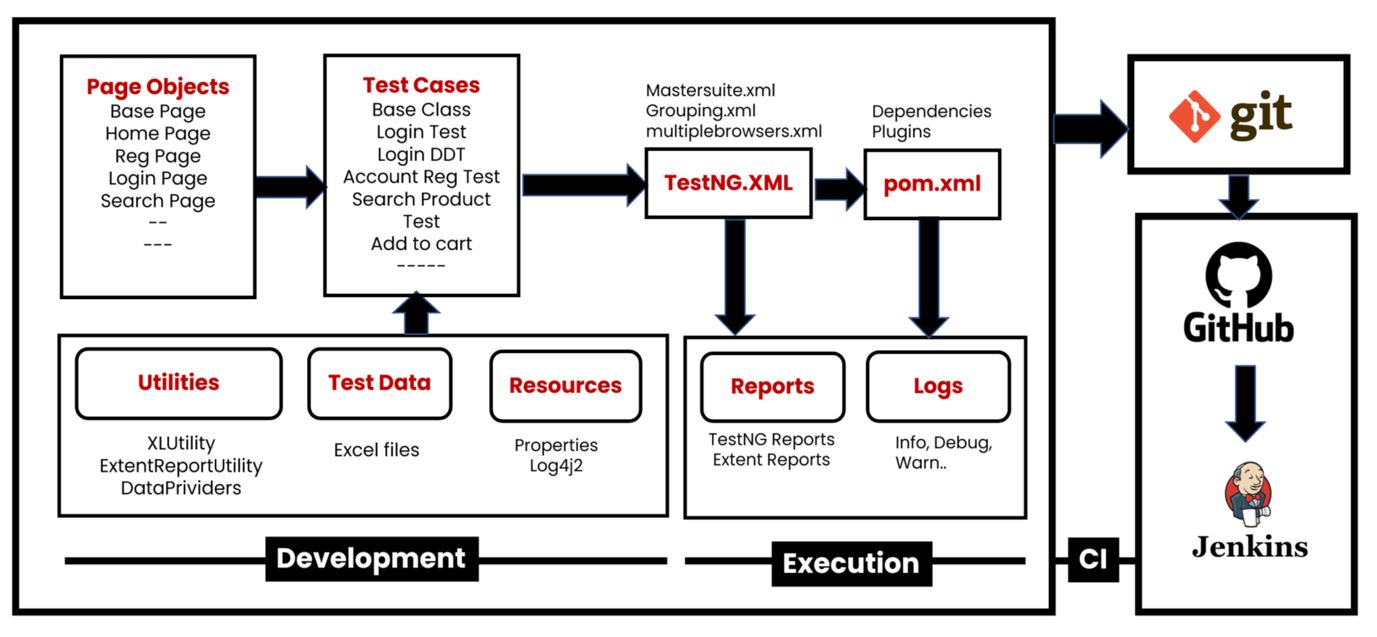 Page Objects
Base Page
Home Page
Reg Page
Login Page
Search Page
--
---
Test Cases
Base Class
Login Test
Login DDT
Account Reg Test
Search Product
Test
Add to cart
-----
Mastersuite.xml
Grouping.xml
multiplebrowsers.xml
TestNG.XML
Dependencies
Plugins
pom.xml
git
GitHub
Jenkins
Utilities
XLUtility
ExtentReportUtility
DataPrividers
Test Data
Excel files
Resources
Properties
Log4j2
Reports
TestNG Reports
Extent Reports
Logs
Info, Debug,
Warn..
Development
Execution
CI